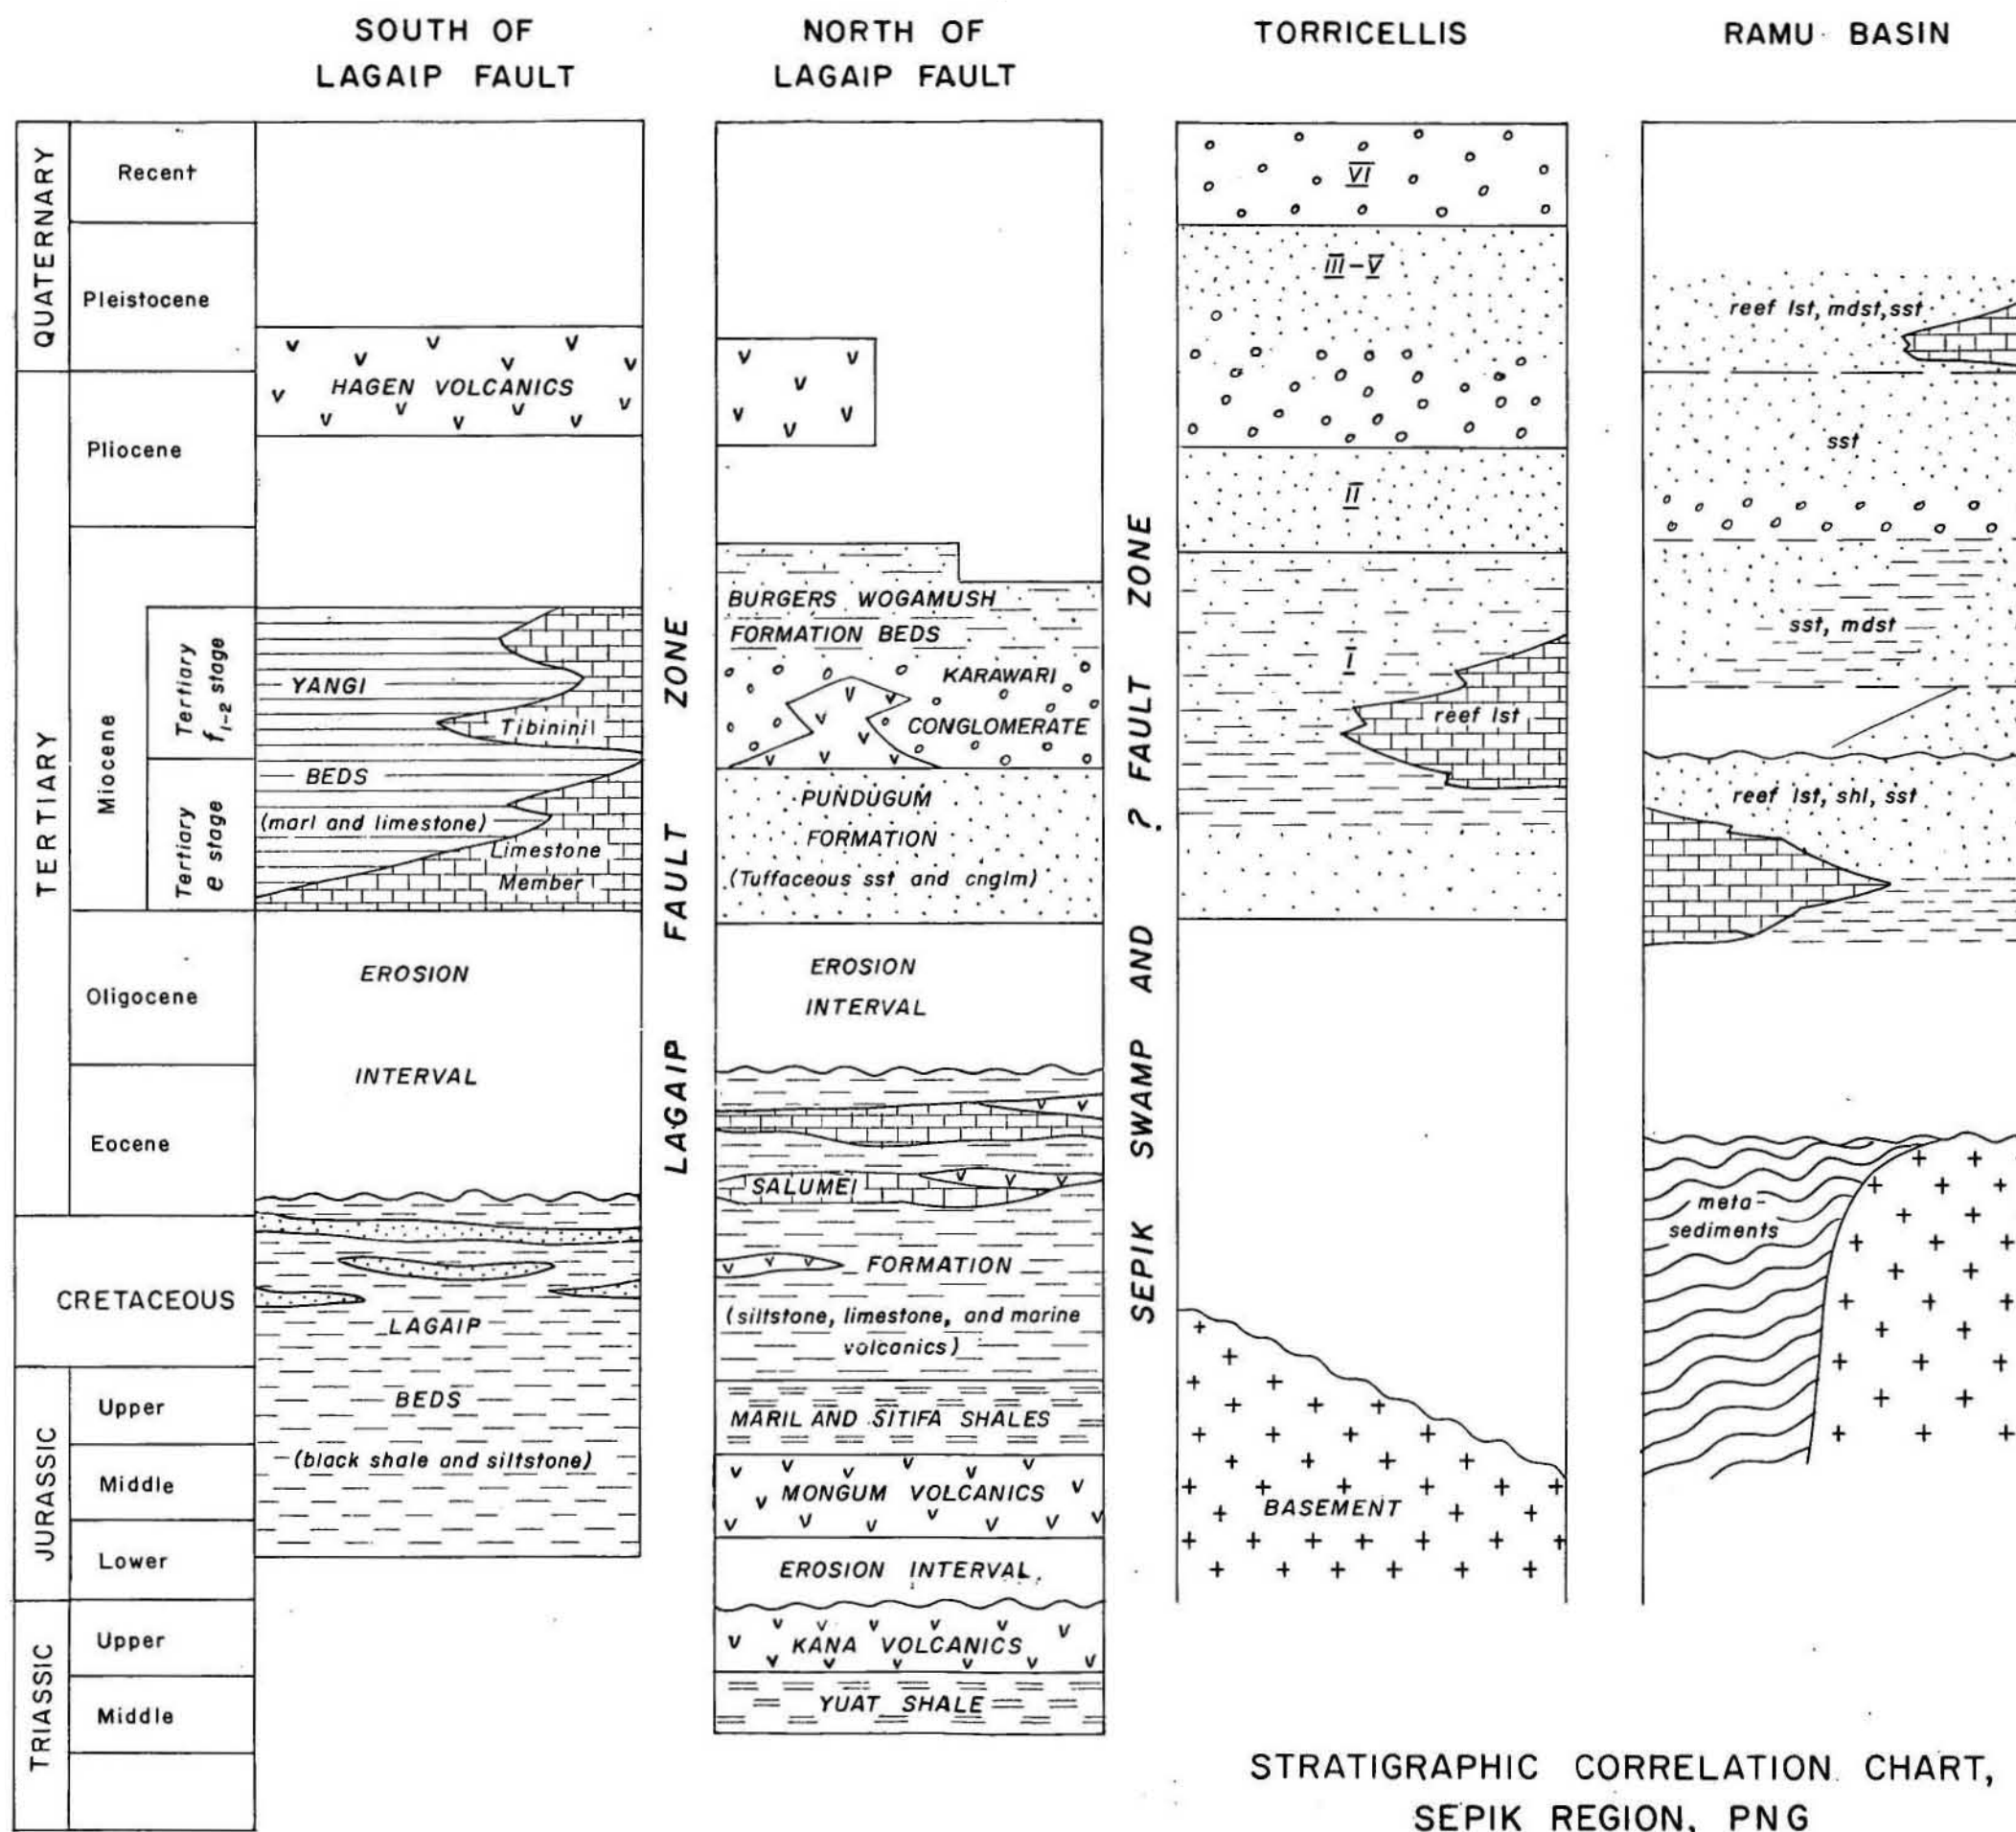 SOUTH OF
LAGAIP FAULT
NORTH OF
LAGAIP FAULT
TORRICELLIS
RAMU BASIN
QUATERNARY
Recent
Pleistocene
TERTIARY
Pliocene
Miocene
Tertiary
f1-2 stage
Tertiary
e stage
Oligocene
Eocene
CRETACEOUS
JURASSIC
Upper
Middle
Lower
TRIASSIC
Upper
Middle
HAGEN VOLCANICS
YANGI
Tibinini
BEDS
(marl and limestone)
Limestone
Member
EROSION
INTERVAL
LAGAIP
BEDS
(black shale and siltstone)
LAGAIP FAULT ZONE
BURGERS WOGAMUSH
FORMATION BEDS
KARAWARI
CONGLOMERATE
PUNDUGUM
FORMATION
(Tuffaceous sst and cnglm)
EROSION
INTERVAL
SALUMEI
FORMATION
(siltstone, limestone, and marine
volcanics)
MARIL AND SITIFA SHALES
MONGUM VOLCANICS
EROSION INTERVAL
KANA VOLCANICS
YUAT SHALE
SEPIK SWAMP AND ? FAULT ZONE
VI
III-V
II
I
reef lst
BASEMENT
reef lst, mdst, sst
sst
sst, mdst
reef lst, shl, sst
meta-
sediments
STRATIGRAPHIC CORRELATION CHART,
SEPIK REGION, PNG